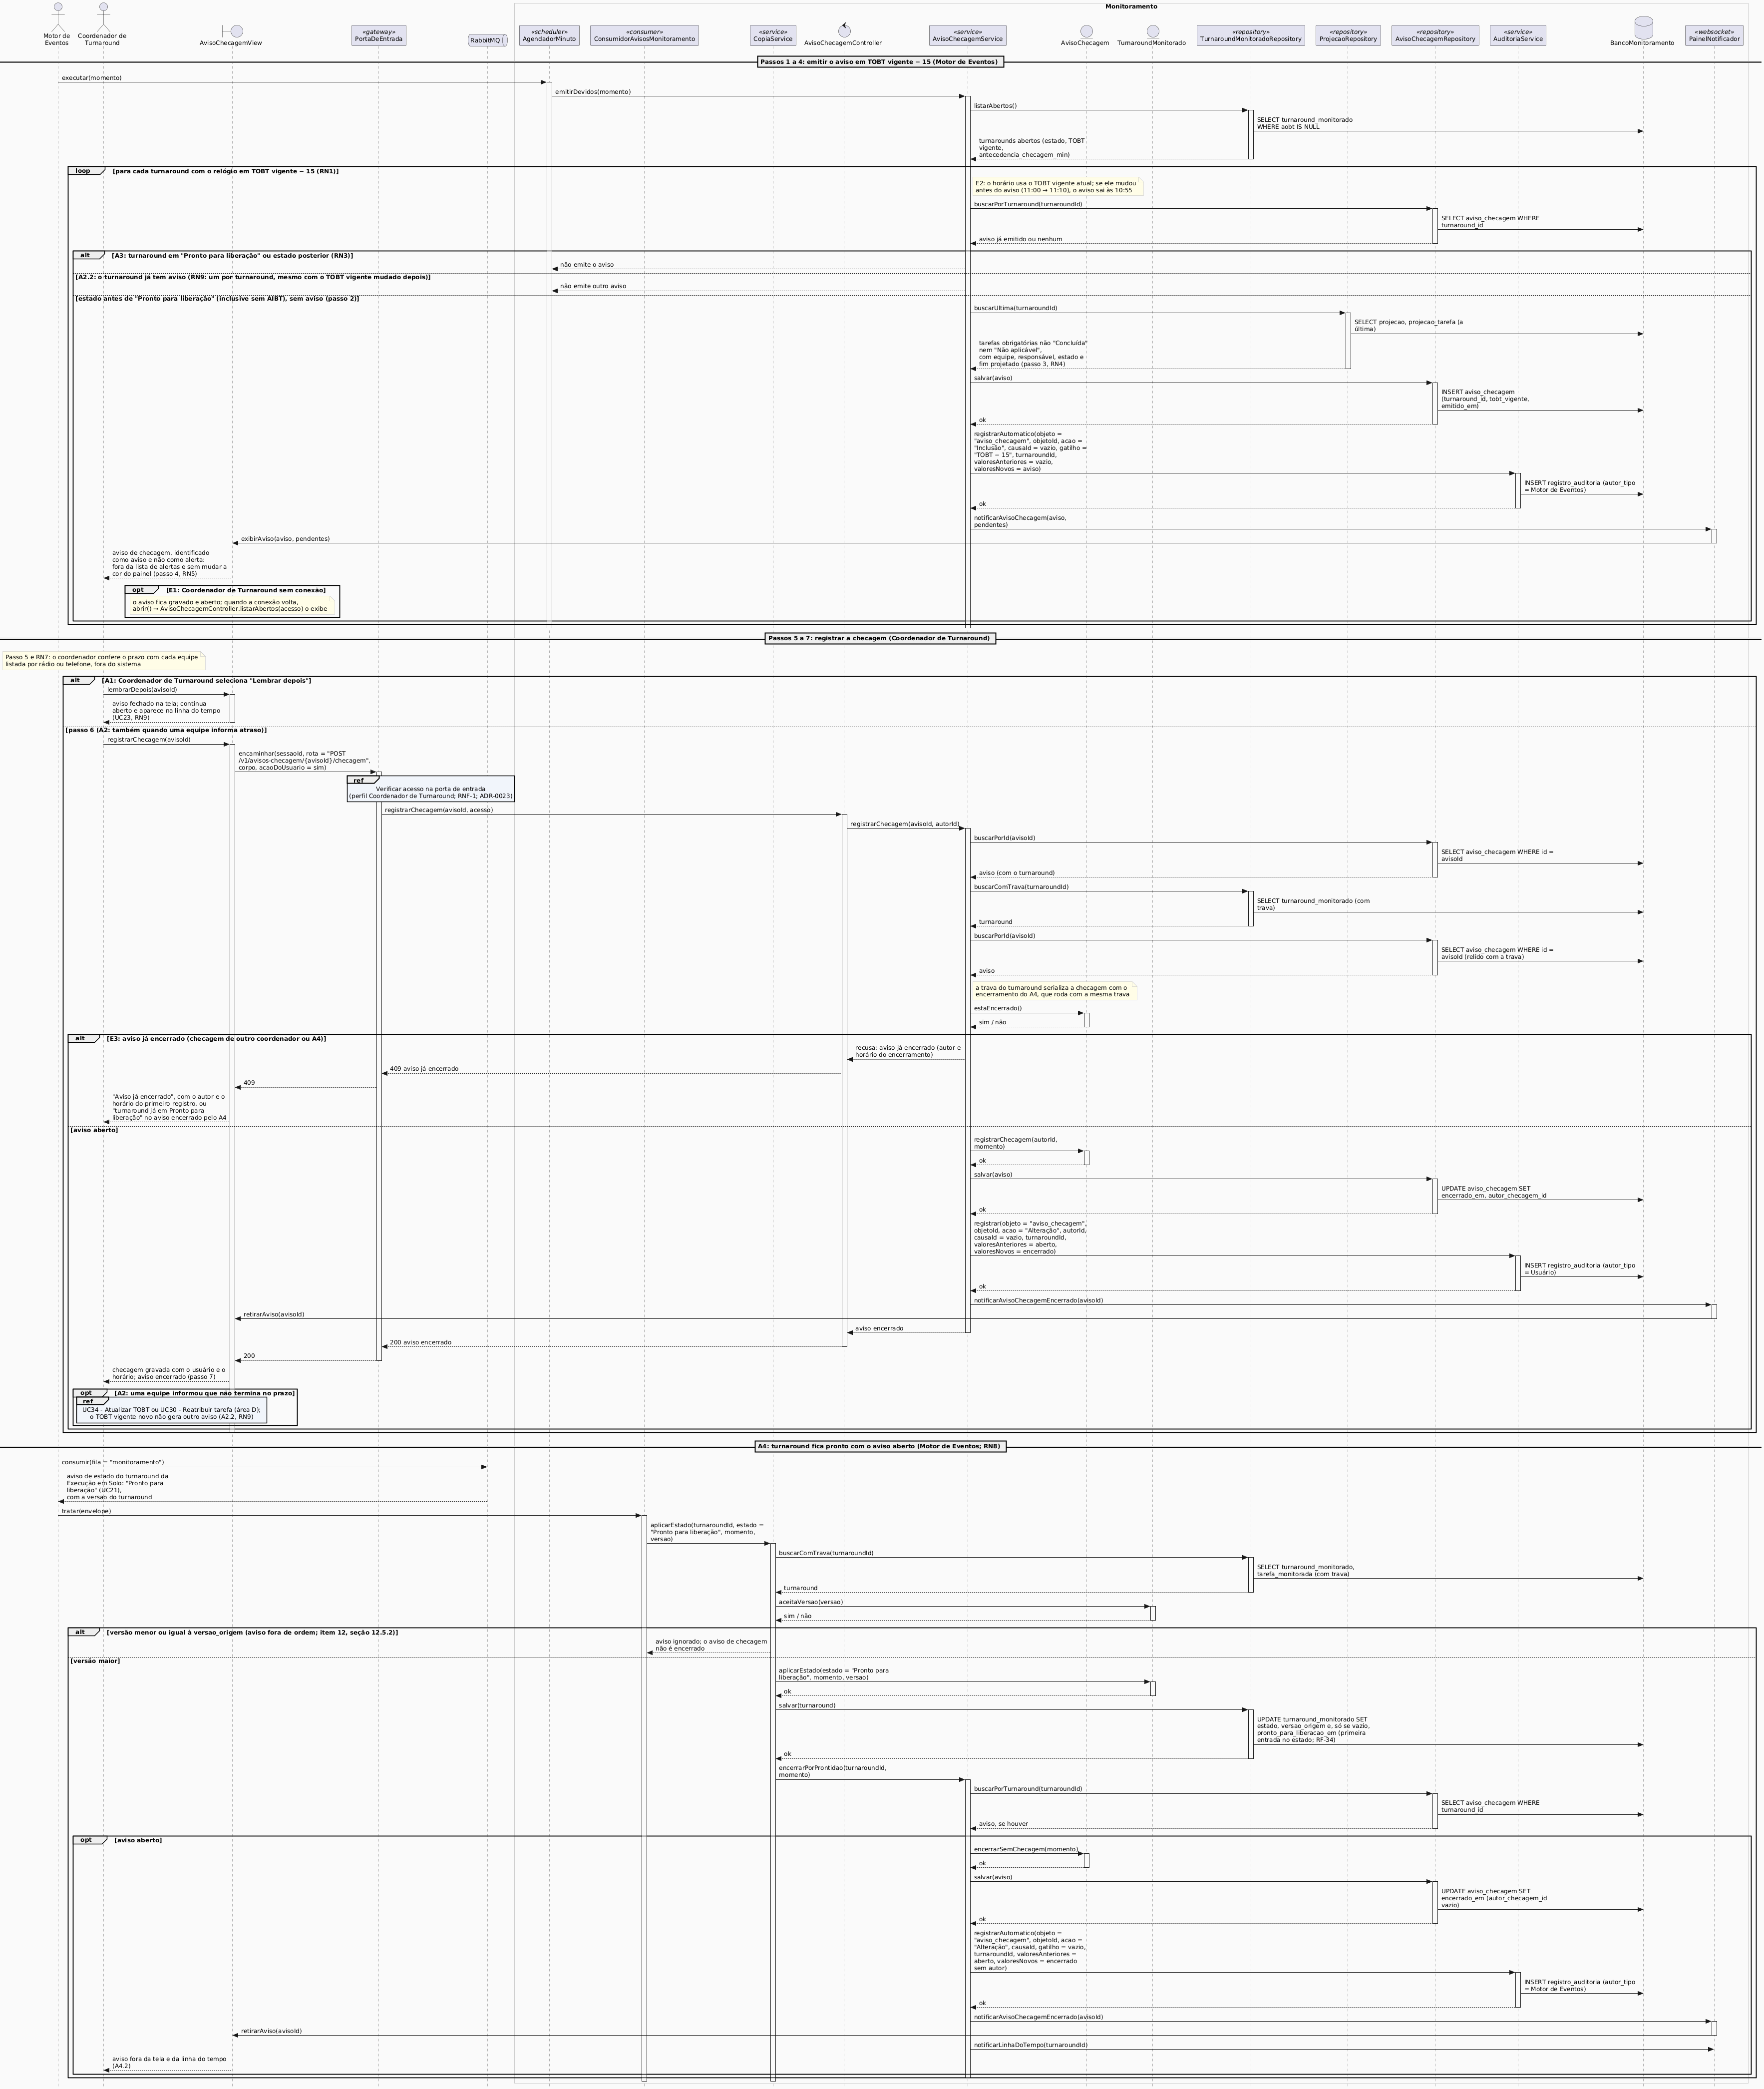 Monitoramento
Motor de
Eventos
Coordenador de
Turnaround
AvisoChecagemView
«gateway»
PortaDeEntrada
RabbitMQ
«scheduler»
AgendadorMinuto
«consumer»
ConsumidorAvisosMonitoramento
«service»
CopiaService
AvisoChecagemController
«service»
AvisoChecagemService
AvisoChecagem
TurnaroundMonitorado
«repository»
TurnaroundMonitoradoRepository
«repository»
ProjecaoRepository
«repository»
AvisoChecagemRepository
«service»
AuditoriaService
BancoMonitoramento
«websocket»
PainelNotificador
Passos 1 a 4: emitir o aviso em TOBT vigente − 15 (Motor de Eventos)
executar(momento)
emitirDevidos(momento)
listarAbertos()
SELECT turnaround_monitorado
WHERE aobt IS NULL
turnarounds abertos (estado, TOBT
vigente,
antecedencia_checagem_min)
loop
[para cada turnaround com o relógio em TOBT vigente − 15 (RN1)]
E2: o horário usa o TOBT vigente atual; se ele mudou
antes do aviso (11:00 → 11:10), o aviso sai às 10:55
buscarPorTurnaround(turnaroundId)
SELECT aviso_checagem WHERE
turnaround_id
aviso já emitido ou nenhum
alt
[A3: turnaround em "Pronto para liberação" ou estado posterior (RN3)]
não emite o aviso
[A2.2: o turnaround já tem aviso (RN9: um por turnaround, mesmo com o TOBT vigente mudado depois)]
não emite outro aviso
[estado antes de "Pronto para liberação" (inclusive sem AIBT), sem aviso (passo 2)]
buscarUltima(turnaroundId)
SELECT projecao, projecao_tarefa (a
última)
tarefas obrigatórias não "Concluída"
nem "Não aplicável",
com equipe, responsável, estado e
fim projetado (passo 3, RN4)
salvar(aviso)
INSERT aviso_checagem
(turnaround_id, tobt_vigente,
emitido_em)
ok
registrarAutomatico(objeto =
"aviso_checagem", objetoId, acao =
"Inclusão", causaId = vazio, gatilho =
"TOBT − 15", turnaroundId,
valoresAnteriores = vazio,
valoresNovos = aviso)
INSERT registro_auditoria (autor_tipo
= Motor de Eventos)
ok
notificarAvisoChecagem(aviso,
pendentes)
exibirAviso(aviso, pendentes)
aviso de checagem, identificado
como aviso e não como alerta:
fora da lista de alertas e sem mudar a
cor do painel (passo 4, RN5)
opt
[E1: Coordenador de Turnaround sem conexão]
o aviso fica gravado e aberto; quando a conexão volta,
abrir() → AvisoChecagemController.listarAbertos(acesso) o exibe
Passos 5 a 7: registrar a checagem (Coordenador de Turnaround)
Passo 5 e RN7: o coordenador confere o prazo com cada equipe
listada por rádio ou telefone, fora do sistema
alt
[A1: Coordenador de Turnaround seleciona "Lembrar depois"]
lembrarDepois(avisoId)
aviso fechado na tela; continua
aberto e aparece na linha do tempo
(UC23, RN9)
[passo 6 (A2: também quando uma equipe informa atraso)]
registrarChecagem(avisoId)
encaminhar(sessaoId, rota = "POST
/v1/avisos-checagem/{avisoId}/checagem",
corpo, acaoDoUsuario = sim)
ref
Verificar acesso na porta de entrada
(perfil Coordenador de Turnaround; RNF-1; ADR-0023)
registrarChecagem(avisoId, acesso)
registrarChecagem(avisoId, autorId)
buscarPorId(avisoId)
SELECT aviso_checagem WHERE id =
avisoId
aviso (com o turnaround)
buscarComTrava(turnaroundId)
SELECT turnaround_monitorado (com
trava)
turnaround
buscarPorId(avisoId)
SELECT aviso_checagem WHERE id =
avisoId (relido com a trava)
aviso
a trava do turnaround serializa a checagem com o
encerramento do A4, que roda com a mesma trava
estaEncerrado()
sim / não
alt
[E3: aviso já encerrado (checagem de outro coordenador ou A4)]
recusa: aviso já encerrado (autor e
horário do encerramento)
409 aviso já encerrado
409
"Aviso já encerrado", com o autor e o
horário do primeiro registro, ou
"turnaround já em Pronto para
liberação" no aviso encerrado pelo A4
[aviso aberto]
registrarChecagem(autorId,
momento)
ok
salvar(aviso)
UPDATE aviso_checagem SET
encerrado_em, autor_checagem_id
ok
registrar(objeto = "aviso_checagem",
objetoId, acao = "Alteração", autorId,
causaId = vazio, turnaroundId,
valoresAnteriores = aberto,
valoresNovos = encerrado)
INSERT registro_auditoria (autor_tipo
= Usuário)
ok
notificarAvisoChecagemEncerrado(avisoId)
retirarAviso(avisoId)
aviso encerrado
200 aviso encerrado
200
checagem gravada com o usuário e o
horário; aviso encerrado (passo 7)
opt
[A2: uma equipe informou que não termina no prazo]
ref
UC34 - Atualizar TOBT ou UC30 - Reatribuir tarefa (área D);
o TOBT vigente novo não gera outro aviso (A2.2, RN9)
A4: turnaround fica pronto com o aviso aberto (Motor de Eventos; RN8)
consumir(fila = "monitoramento")
aviso de estado do turnaround da
Execução em Solo: "Pronto para
liberação" (UC21),
com a versao do turnaround
tratar(envelope)
aplicarEstado(turnaroundId, estado =
"Pronto para liberação", momento,
versao)
buscarComTrava(turnaroundId)
SELECT turnaround_monitorado,
tarefa_monitorada (com trava)
turnaround
aceitaVersao(versao)
sim / não
alt
[versão menor ou igual à versao_origem (aviso fora de ordem; item 12, seção 12.5.2)]
aviso ignorado; o aviso de checagem
não é encerrado
[versão maior]
aplicarEstado(estado = "Pronto para
liberação", momento, versao)
ok
salvar(turnaround)
UPDATE turnaround_monitorado SET
estado, versao_origem e, só se vazio,
pronto_para_liberacao_em (primeira
entrada no estado; RF-34)
ok
encerrarPorProntidao(turnaroundId,
momento)
buscarPorTurnaround(turnaroundId)
SELECT aviso_checagem WHERE
turnaround_id
aviso, se houver
opt
[aviso aberto]
encerrarSemChecagem(momento)
ok
salvar(aviso)
UPDATE aviso_checagem SET
encerrado_em (autor_checagem_id
vazio)
ok
registrarAutomatico(objeto =
"aviso_checagem", objetoId, acao =
"Alteração", causaId, gatilho = vazio,
turnaroundId, valoresAnteriores =
aberto, valoresNovos = encerrado
sem autor)
INSERT registro_auditoria (autor_tipo
= Motor de Eventos)
ok
notificarAvisoChecagemEncerrado(avisoId)
retirarAviso(avisoId)
notificarLinhaDoTempo(turnaroundId)
aviso fora da tela e da linha do tempo
(A4.2)